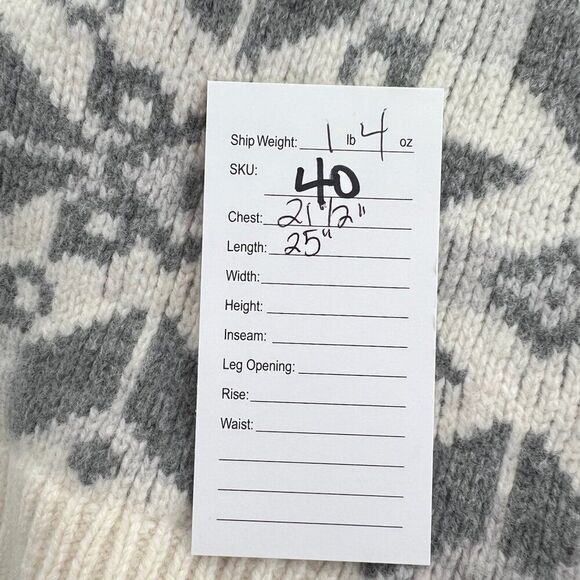 Ship Weight: 1 lb 4 oz
SKU: 40
Chest: 21 1/2"
Length: 25"
Width:
Height:
Inseam:
Leg Opening:
Rise:
Waist: